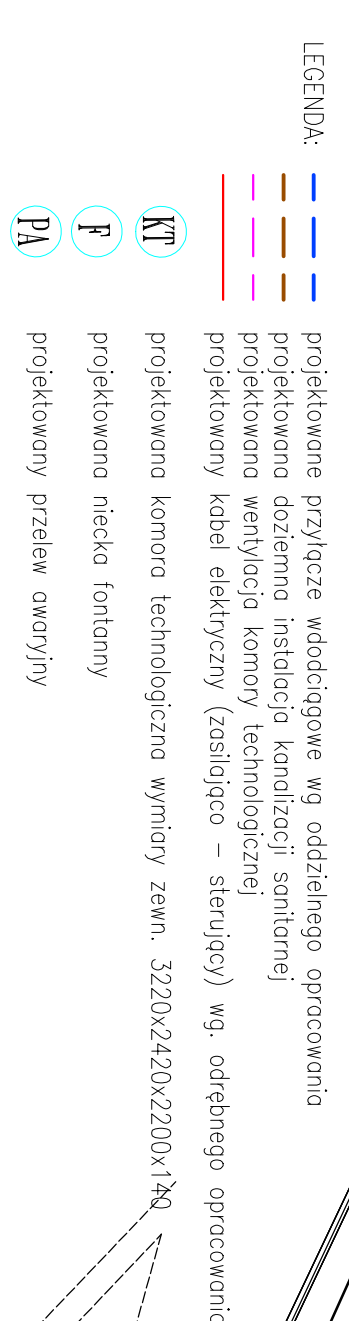 LEGENDA:
projektowane przyłącze wdodciągowe wg oddzielnego opracowania
projektowana doziemna instalacja kanalizacji sanitarnej
projektowana wentylacja komory technologicznej
projektowany kabel elektryczny (zasilająco – sterujący) wg. odrębnego opracowania
KT projektowana komora technologiczna wymiary zewn. 3220x2420x2200x140
F projektowana niecka fontanny
PA projektowany przelew awaryjny